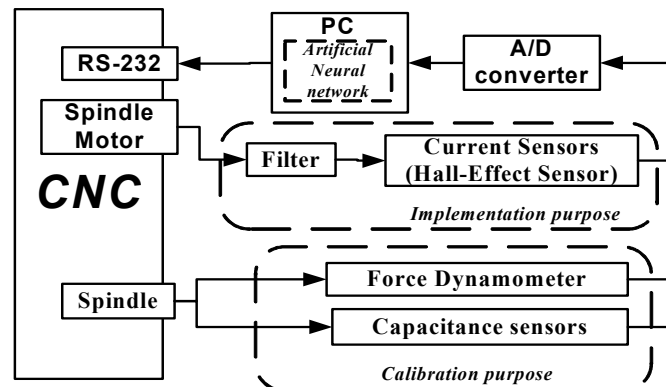 PC
Artificial
Neural
network
A/D
converter
RS-232
Spindle
Motor
Filter
Current Sensors
(Hall-Effect Sensor)
CNC
Implementation purpose
Spindle
Force Dynamometer
Capacitance sensors
Calibration purpose